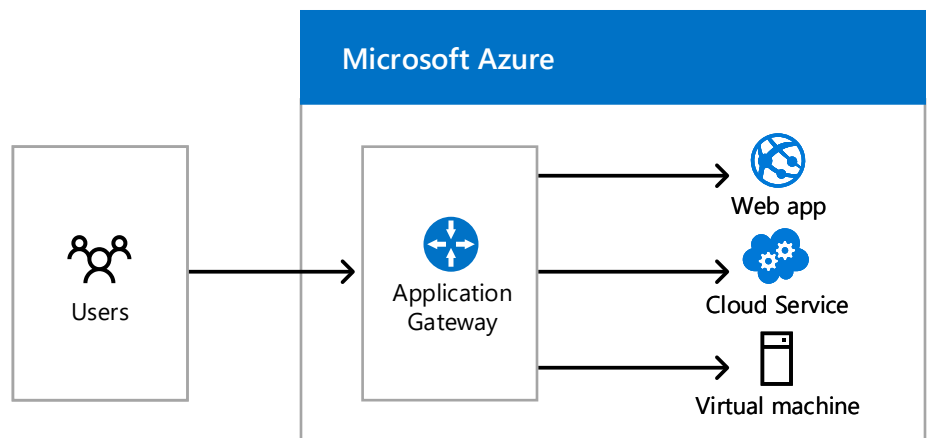 Microsoft Azure
Users
Application
Gateway
Web app
Cloud Service
Virtual machine